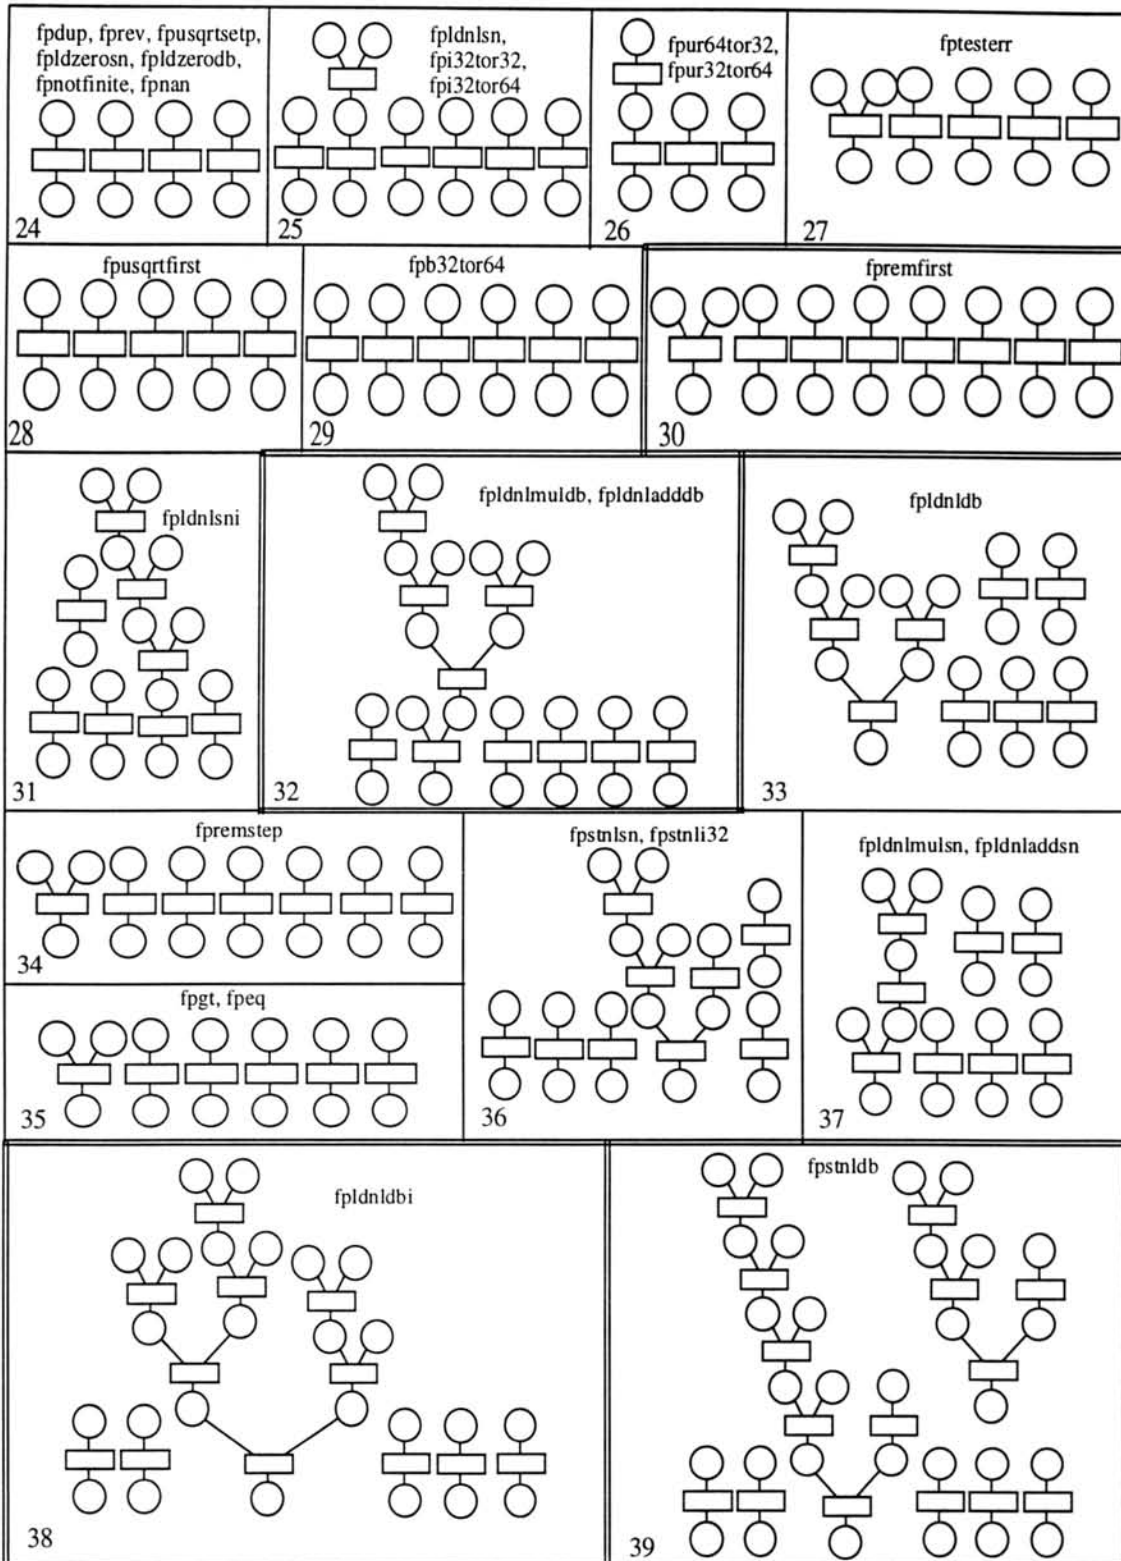 fpdup, fprev, fpusqrtsetp,
fpldzerosn, fpldzerodb,
fpnotfinite, fpnan
24
fpldnlsn,
fpi32tor32,
fpi32tor64
25
fpur64tor32,
fpur32tor64
26
fptesterr
27
fpusqrtfirst
28
fpb32tor64
29
fpremfirst
30
fpldnlsni
31
fpldnlmuldb, fpldnladddb
32
fpldnldb
33
fpremstep
34
fpgt, fpeq
35
fpstnlsn, fpstnli32
36
fpldnlmulsn, fpldnladdsn
37
fpldnldbi
38
fpstnldb
39